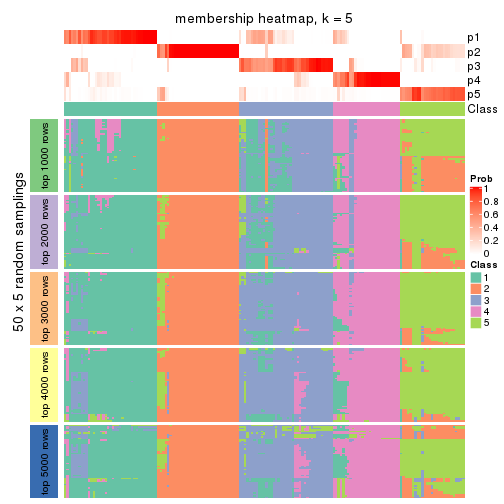 membership heatmap, k = 5
p1
p2
p3
p4
p5
Class
50 x 5 random samplings
top 1000 rows
top 2000 rows
top 3000 rows
top 4000 rows
top 5000 rows
Prob
1
0.8
0.6
0.4
0.2
0
Class
1
2
3
4
5